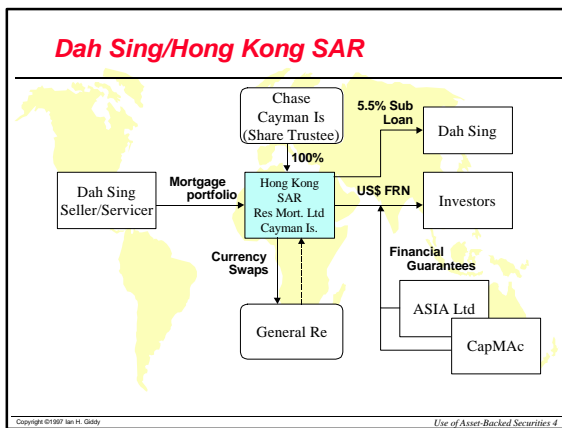 Dah Sing/Hong Kong SAR
Chase
Cayman Is
(Share Trustee)
5.5% Sub
Loan
Dah Sing
100%
Dah Sing
Seller/Servicer
Mortgage
portfolio
Hong Kong
SAR
Res Mort. Ltd
Cayman Is.
US$ FRN
Investors
Currency
Swaps
Financial
Guarantees
General Re
ASIA Ltd
CapMAc
Copyright ©1997 Ian H. Giddy
Use of Asset-Backed Securities 4